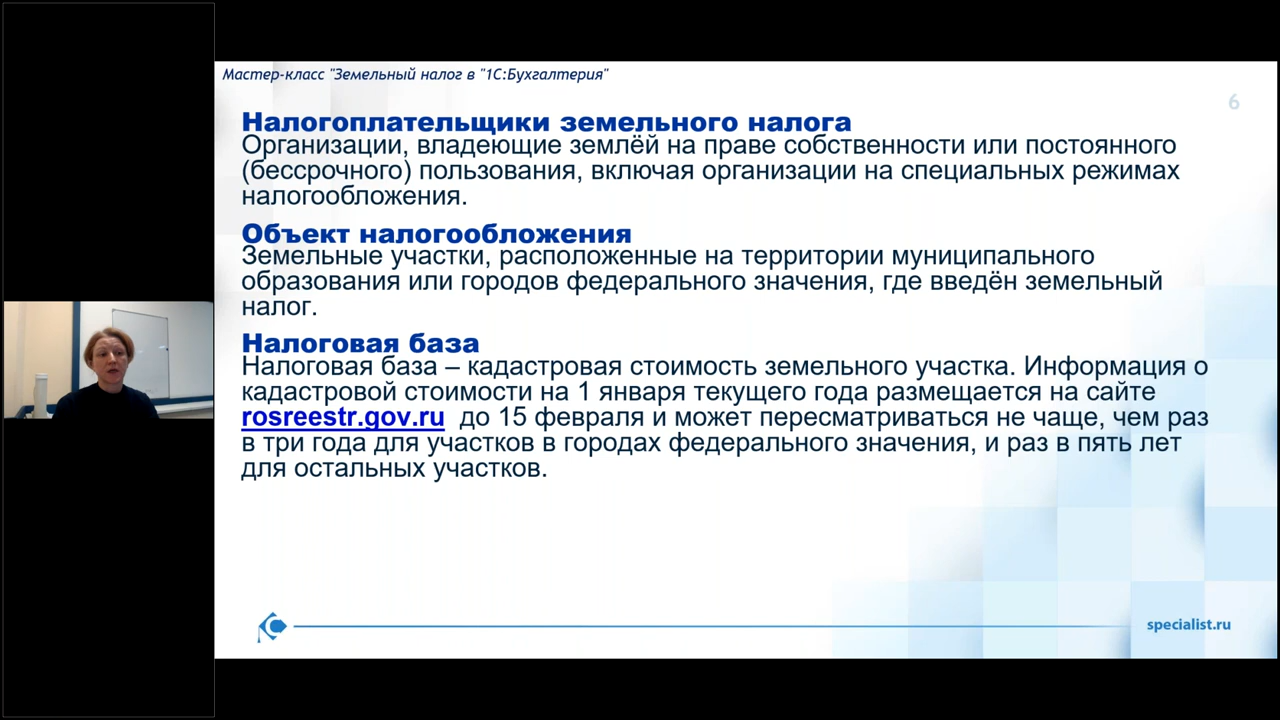 Мастер-класс "Земельный налог в "1С:Бухгалтерия"
6
Налогоплательщики земельного налога
Организации, владеющие землёй на праве собственности или постоянного
(бессрочного) пользования, включая организации на специальных режимах
налогообложения.
Объект налогообложения
Земельные участки, расположенные на территории муниципального
образования или городов федерального значения, где введён земельный
налог.
Налоговая база
Налоговая база – кадастровая стоимость земельного участка. Информация о
кадастровой стоимости на 1 января текущего года размещается на сайте
rosreestr.gov.ru до 15 февраля и может пересматриваться не чаще, чем раз
в три года для участков в городах федерального значения, и раз в пять лет
для остальных участков.
specialist.ru